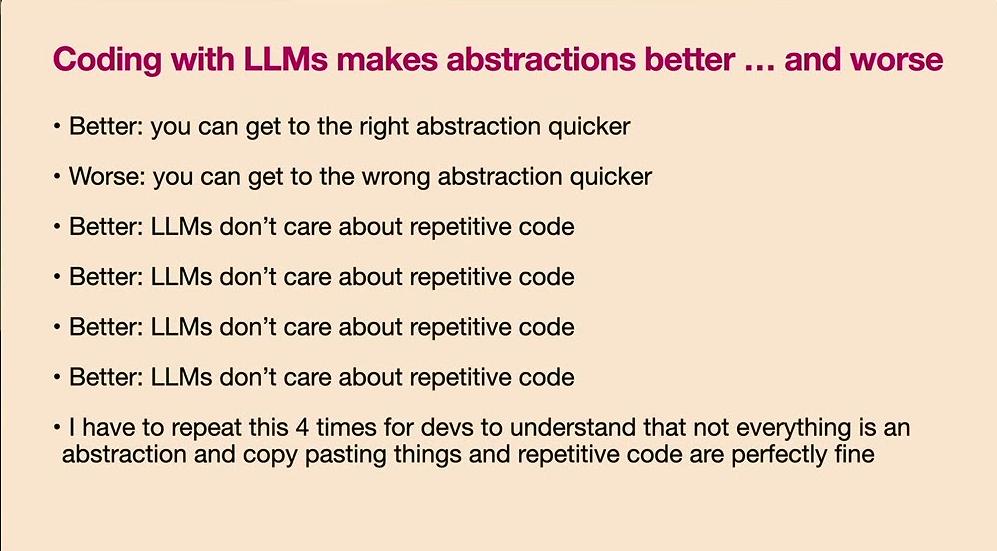 Coding with LLMs makes abstractions better … and worse
• Better: you can get to the right abstraction quicker
• Worse: you can get to the wrong abstraction quicker
• Better: LLMs don’t care about repetitive code
• Better: LLMs don’t care about repetitive code
• Better: LLMs don’t care about repetitive code
• Better: LLMs don’t care about repetitive code
• I have to repeat this 4 times for devs to understand that not everything is an
abstraction and copy pasting things and repetitive code are perfectly fine